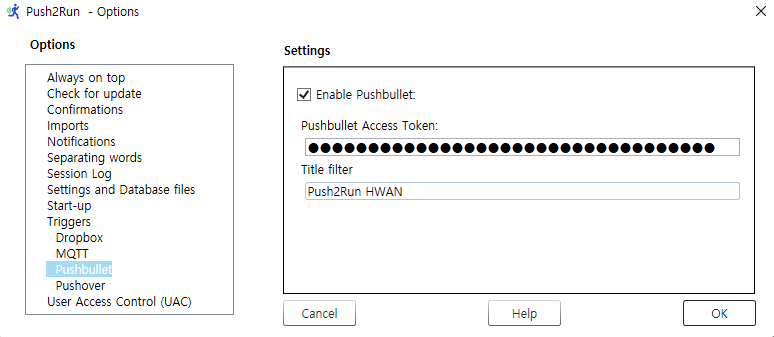 Push2Run - Options
Options
Always on top
Check for update
Confirmations
Imports
Notifications
Separating words
Session Log
Settings and Database files
Start-up
Triggers
Dropbox
MQTT
Pushbullet
Pushover
User Access Control (UAC)
Settings
Enable Pushbullet:
Pushbullet Access Token:
●●●●●●●●●●●●●●●●●●●●●●●●●●●●●●●●●●
Title filter
Push2Run HWAN
Cancel
Help
OK